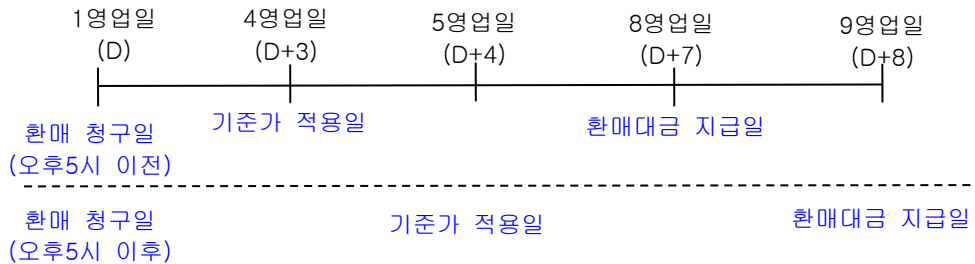 1영업일 4영업일 5영업일 8영업일 9영업일
(D) (D+3) (D+4) (D+7) (D+8)
환매 청구일 기준가 적용일 환매대금 지급일
(오후5시 이전)
환매 청구일 기준가 적용일 환매대금 지급일
(오후5시 이후)